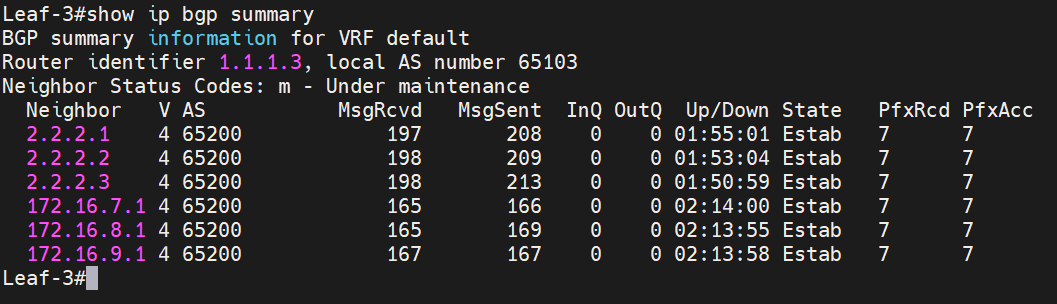 Leaf-3#show ip bgp summary
BGP summary information for VRF default
Router identifier 1.1.1.3, local AS number 65103
Neighbor Status Codes: m - Under maintenance
  Neighbor   V AS           MsgRcvd   MsgSent  InQ OutQ  Up/Down State   PfxRcd PfxAcc
  2.2.2.1    4 65200            197       208    0    0 01:55:01 Estab   7      7
  2.2.2.2    4 65200            198       209    0    0 01:53:04 Estab   7      7
  2.2.2.3    4 65200            198       213    0    0 01:50:59 Estab   7      7
  172.16.7.1 4 65200            165       166    0    0 02:14:00 Estab   7      7
  172.16.8.1 4 65200            165       169    0    0 02:13:55 Estab   7      7
  172.16.9.1 4 65200            167       167    0    0 02:13:58 Estab   7      7
Leaf-3#